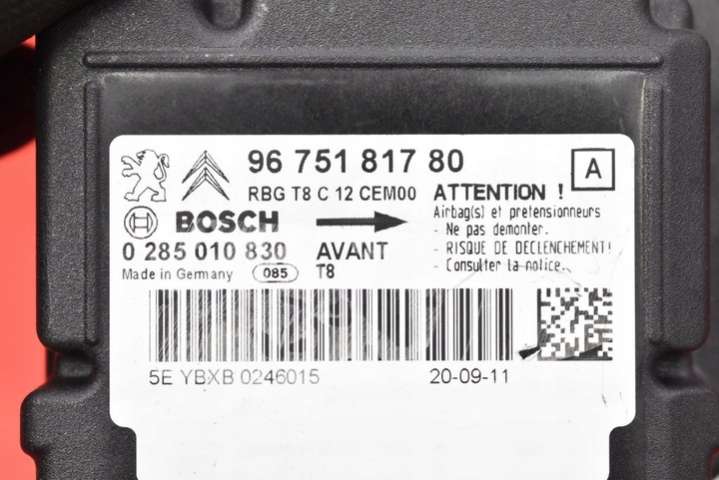 96 751 817 80
A
RBG T8 C 12 CEM00
ATTENTION !
Airbag(s) et pretensionneurs
- Ne pas demonter.
- RISQUE DE DECLENCHEMENT!
- Consulter la notice.
BOSCH
0 285 010 830
AVANT
T8
Made in Germany
085
5E YBXB 0246015
20-09-11